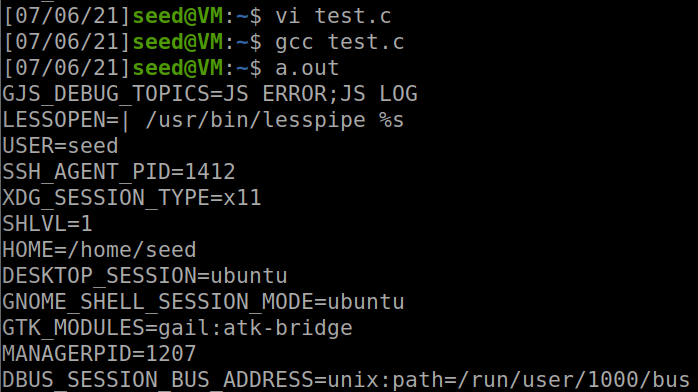 [07/06/21]seed@VM:~$ vi test.c
[07/06/21]seed@VM:~$ gcc test.c
[07/06/21]seed@VM:~$ a.out
GJS_DEBUG_TOPICS=JS ERROR;JS LOG
LESSOPEN=| /usr/bin/lesspipe %s
USER=seed
SSH_AGENT_PID=1412
XDG_SESSION_TYPE=x11
SHLVL=1
HOME=/home/seed
DESKTOP_SESSION=ubuntu
GNOME_SHELL_SESSION_MODE=ubuntu
GTK_MODULES=gail:atk-bridge
MANAGERPID=1207
DBUS_SESSION_BUS_ADDRESS=unix:path=/run/user/1000/bus